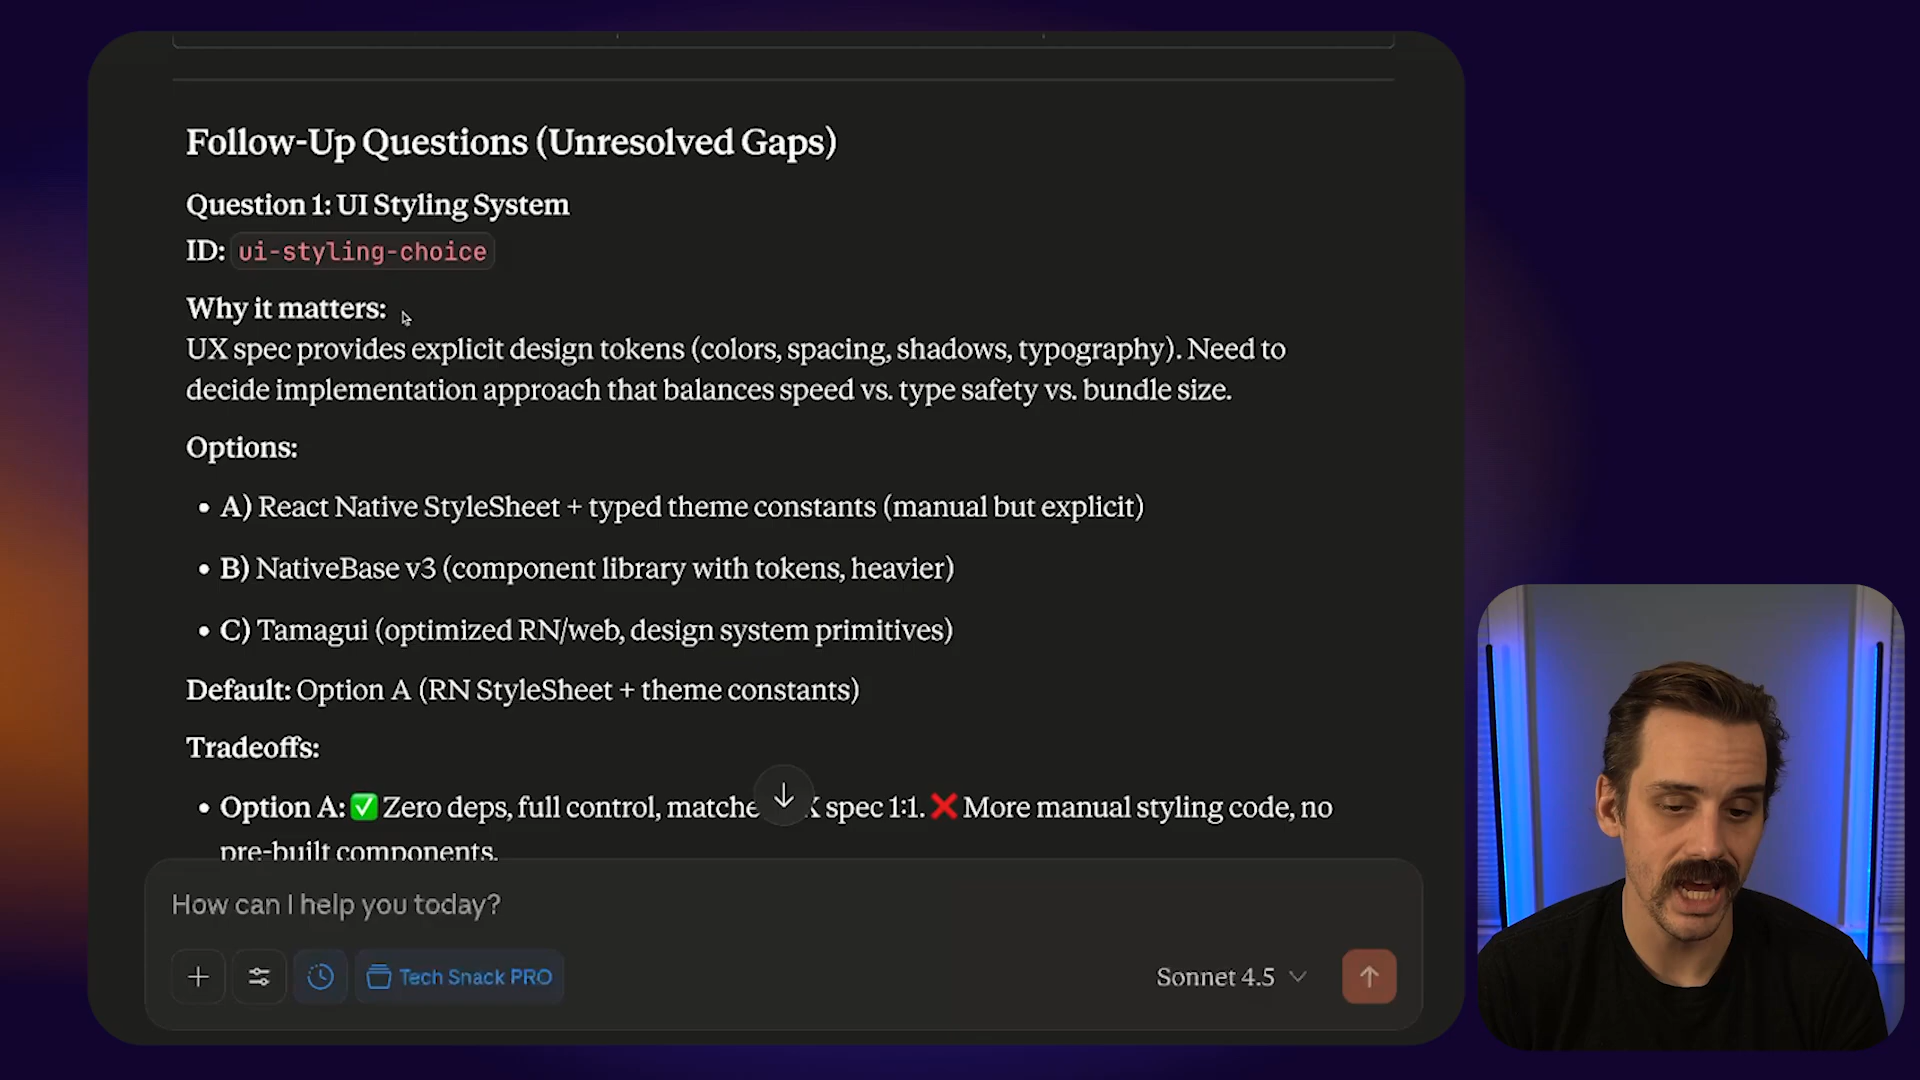 Follow-Up Questions (Unresolved Gaps)
Question 1: UI Styling System
ID: ui-styling-choice
Why it matters:
UX spec provides explicit design tokens (colors, spacing, shadows, typography). Need to
decide implementation approach that balances speed vs. type safety vs. bundle size.
Options:
• A) React Native StyleSheet + typed theme constants (manual but explicit)
• B) NativeBase v3 (component library with tokens, heavier)
• C) Tamagui (optimized RN/web, design system primitives)
Default: Option A (RN StyleSheet + theme constants)
Tradeoffs:
• Option A: ✅ Zero deps, full control, matche X spec 1:1. ❌ More manual styling code, no
pre-built components.
How can I help you today?
Tech Snack PRO
Sonnet 4.5